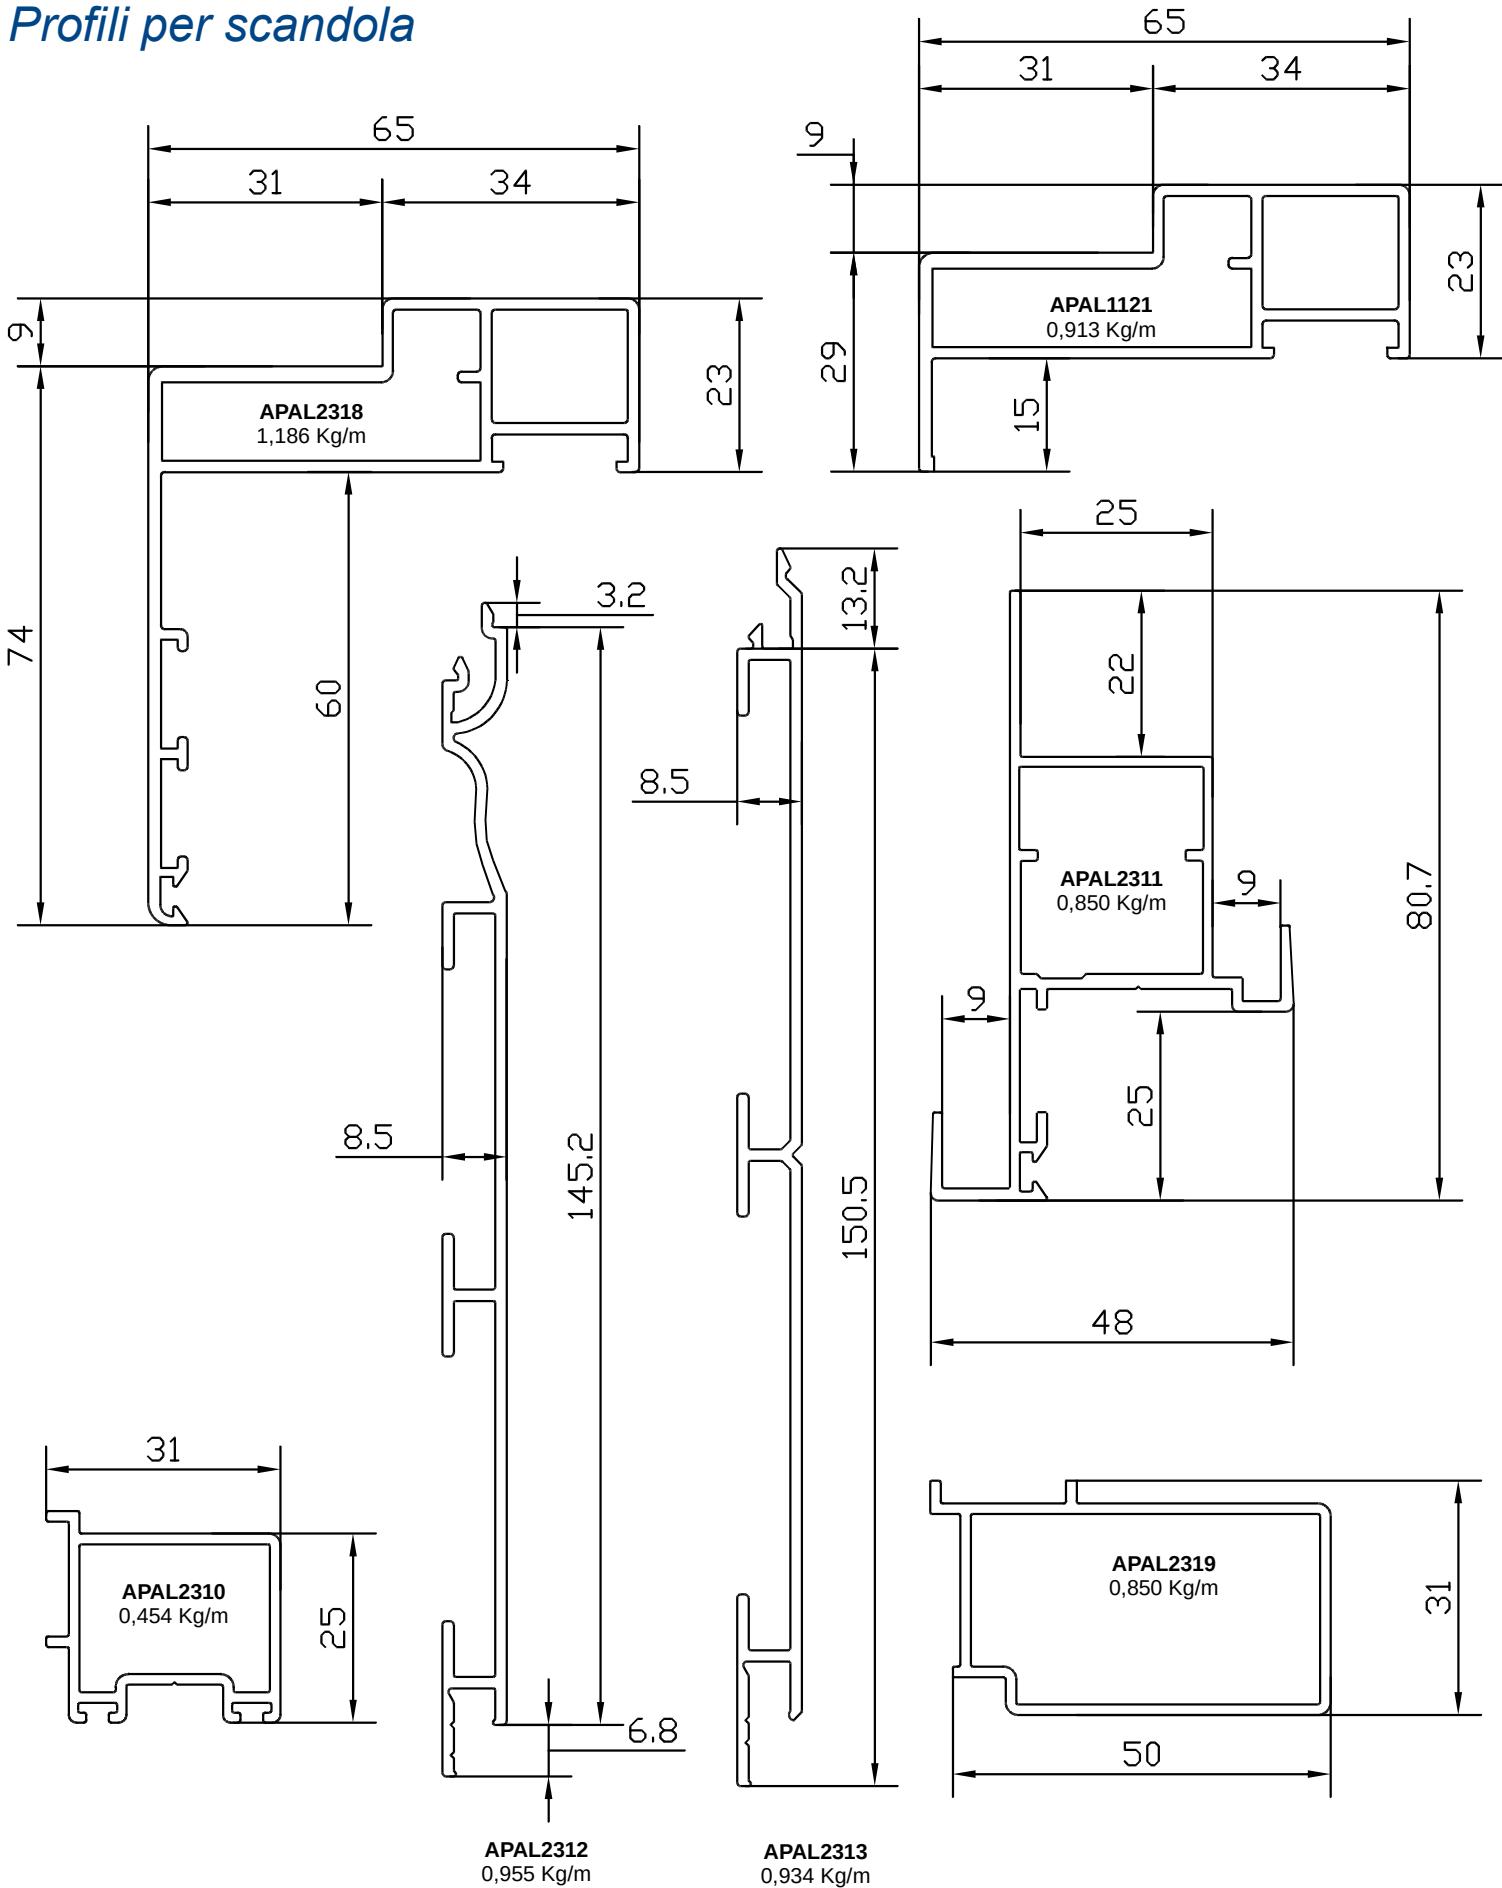 Profili per scandola
65
31
34
9
74
23
60
APAL2318
1,186 Kg/m
65
31
34
9
29
15
23
APAL1121
0,913 Kg/m
3.2
8.5
145.2
6.8
APAL2312
0,955 Kg/m
13.2
8.5
150.5
APAL2313
0,934 Kg/m
25
22
80.7
9
9
25
48
APAL2311
0,850 Kg/m
31
25
APAL2310
0,454 Kg/m
31
50
APAL2319
0,850 Kg/m